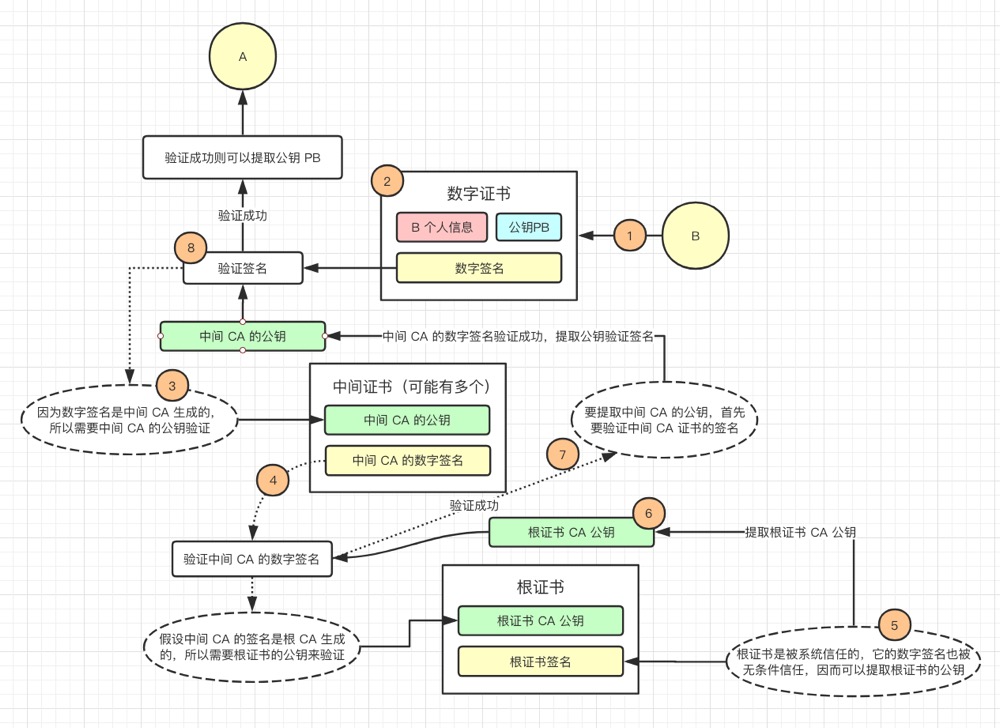 A
验证成功则可以提取公钥 PB
验证成功
2
数字证书
B 个人信息
公钥PB
数字签名
1
B
8
验证签名
中间 CA 的公钥
中间 CA 的数字签名验证成功，提取公钥验证签名
3
因为数字签名是中间 CA 生成的，
所以需要中间 CA 的公钥验证
中间证书（可能有多个）
中间 CA 的公钥
中间 CA 的数字签名
要提取中间 CA 的公钥，首先
要验证中间 CA 证书的签名
7
4
验证成功
6
根证书 CA 公钥
提取根证书 CA 公钥
验证中间 CA 的数字签名
根证书
根证书 CA 公钥
根证书签名
假设中间 CA 的签名是根 CA 生成
的，所以需要根证书的公钥来验证
5
根证书是被系统信任的，它的数字签名也被
无条件信任，因而可以提取根证书的公钥